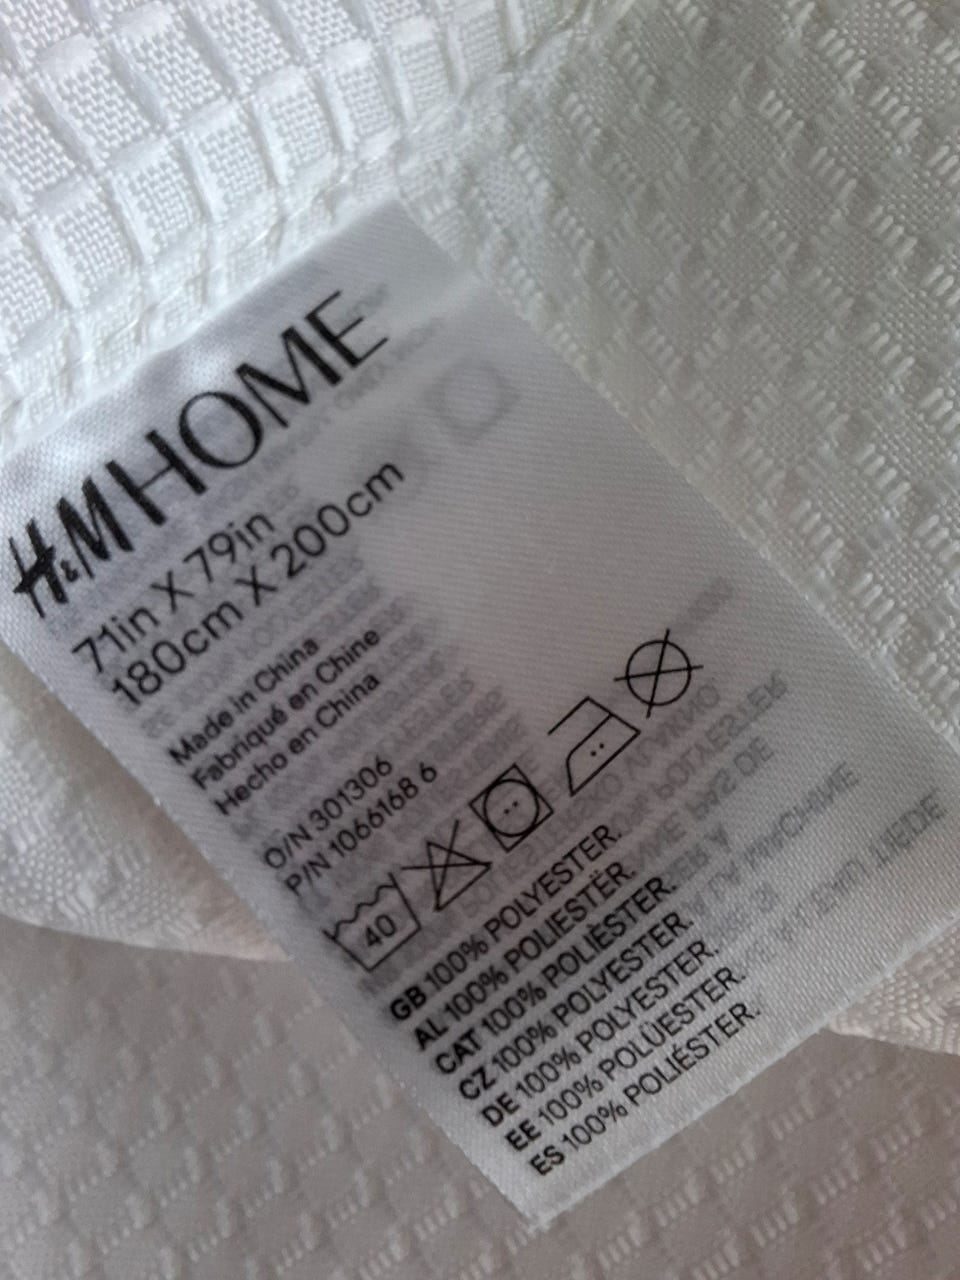 H&M HOME
71in X 79in
180cm X 200cm
Made in China
Fabriqué en Chine
Hecho en China
O/N 301306
P/N 1066168 6
40
GB 100% POLYESTER.
AL 100% POLIESTËR.
CAT 100% POLIÈSTER.
CZ 100% POLYESTER.
DE 100% POLYESTER.
EE 100% POLÜESTER.
ES 100% POLIÉSTER.